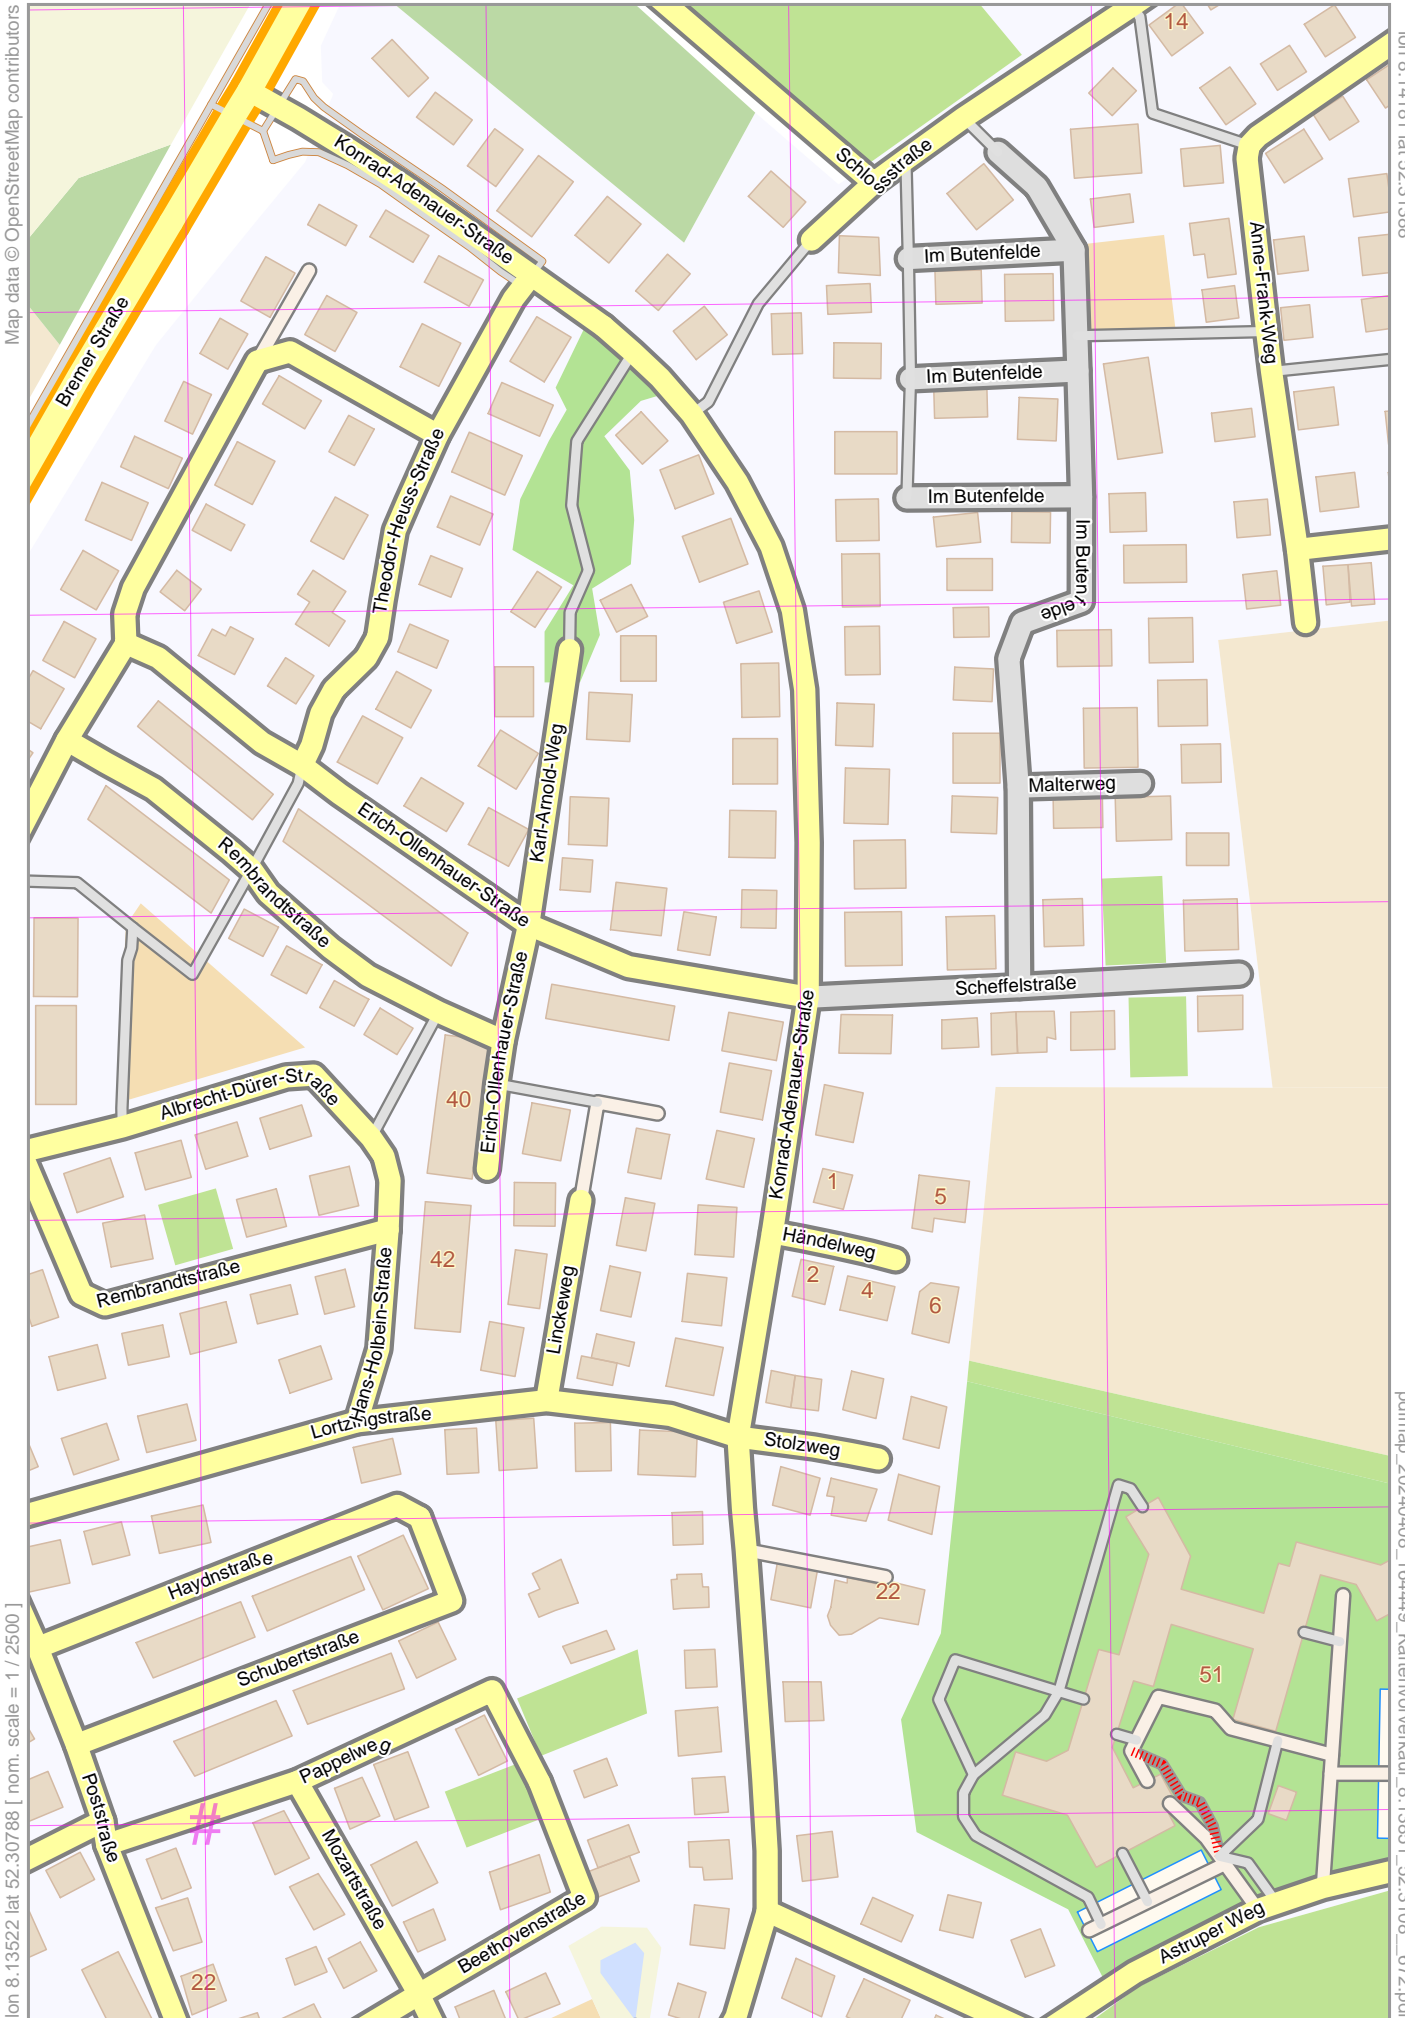 Map data © OpenStreetMap contributors
14
Konrad-Adenauer-Straße
Schlossstraße
Im Butenfelde
Anne-Frank-Weg
Bremer Straße
Im Butenfelde
Theodor-Heuss-Straße
Im Butenfelde
Im Butenfelde
Karl-Arnold-Weg
Malterweg
Erich-Ollenhauer-Straße
Rembrandtstraße
Scheffelstraße
Erich-Ollenhauer-Straße
Konrad-Adenauer-Straße
Albrecht-Dürer-Straße
40
1
5
Händelweg
42
2
4
6
Rembrandtstraße
Hans-Holbein-Straße
Linckeweg
Lortzingstraße
Stolzweg
Haydnstraße
22
Schubertstraße
51
Pappelweg
Poststraße
#
Mozartstraße
Beethovenstraße
Astruper Weg
22
lon 8.13522 lat 52.30788 [ nom. scale = 1 / 2500 ]